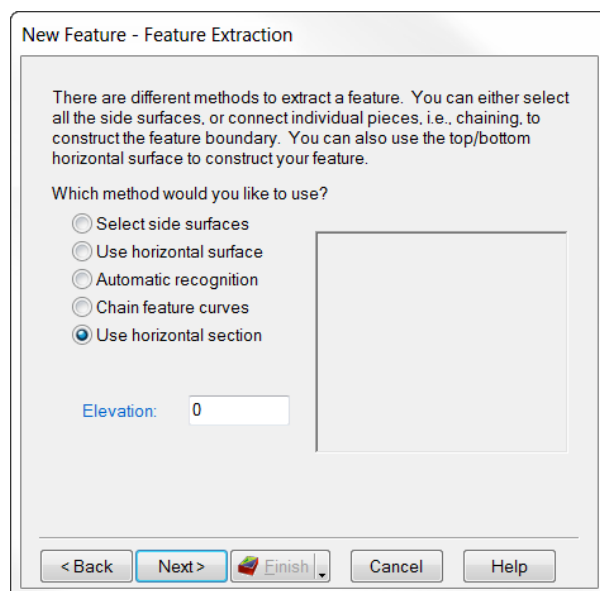 New Feature - Feature Extraction
There are different methods to extract a feature. You can either select
all the side surfaces, or connect individual pieces, i.e., chaining, to
construct the feature boundary. You can also use the top/bottom
horizontal surface to construct your feature.
Which method would you like to use?
Select side surfaces
Use horizontal surface
Automatic recognition
Chain feature curves
Use horizontal section
Elevation: 0
< Back Next > Finish Cancel Help